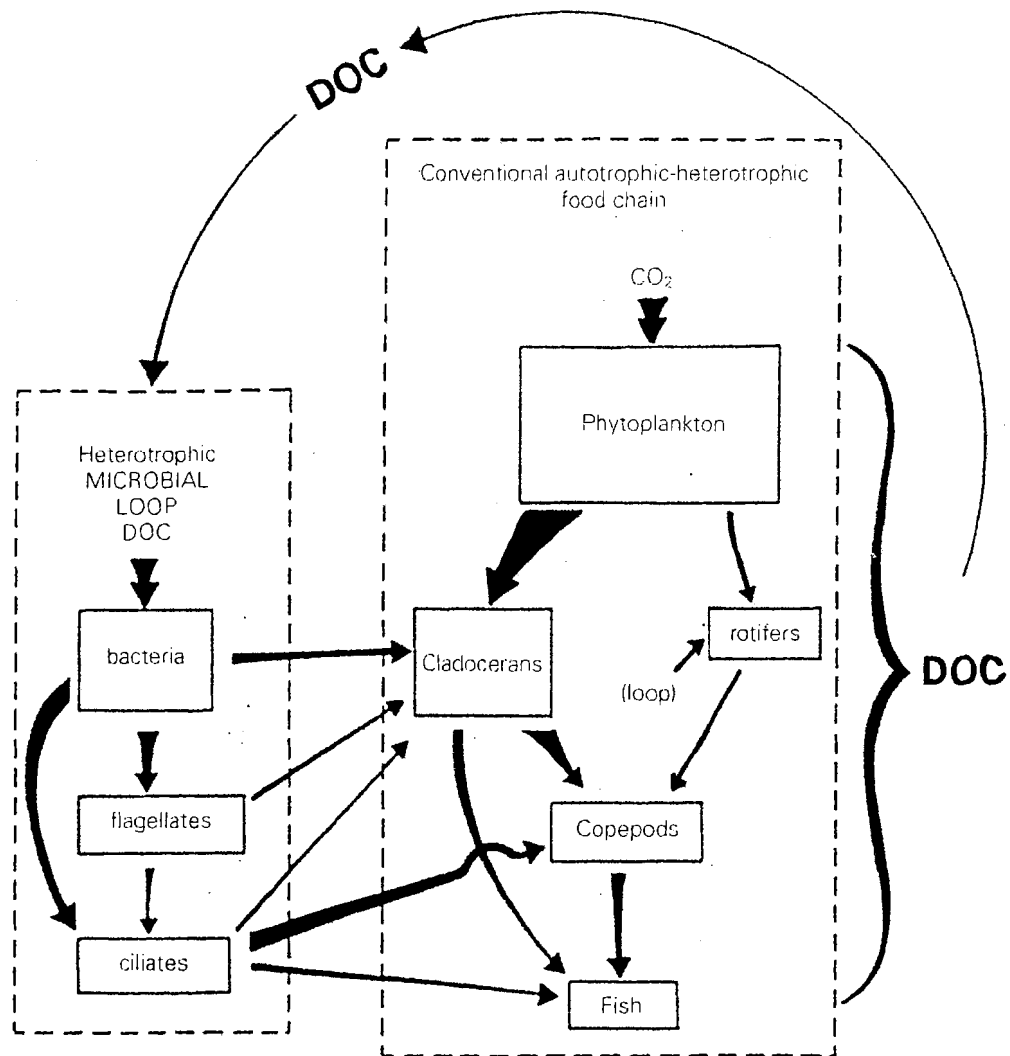 DOC
Conventional autotrophic-heterotrophic
food chain
CO₂
Phytoplankton
Heterotrophic
MICROBIAL
LOOP
DOC
bacteria
Cladocerans
rotifers
(loop)
DOC
flagellates
Copepods
ciliates
Fish